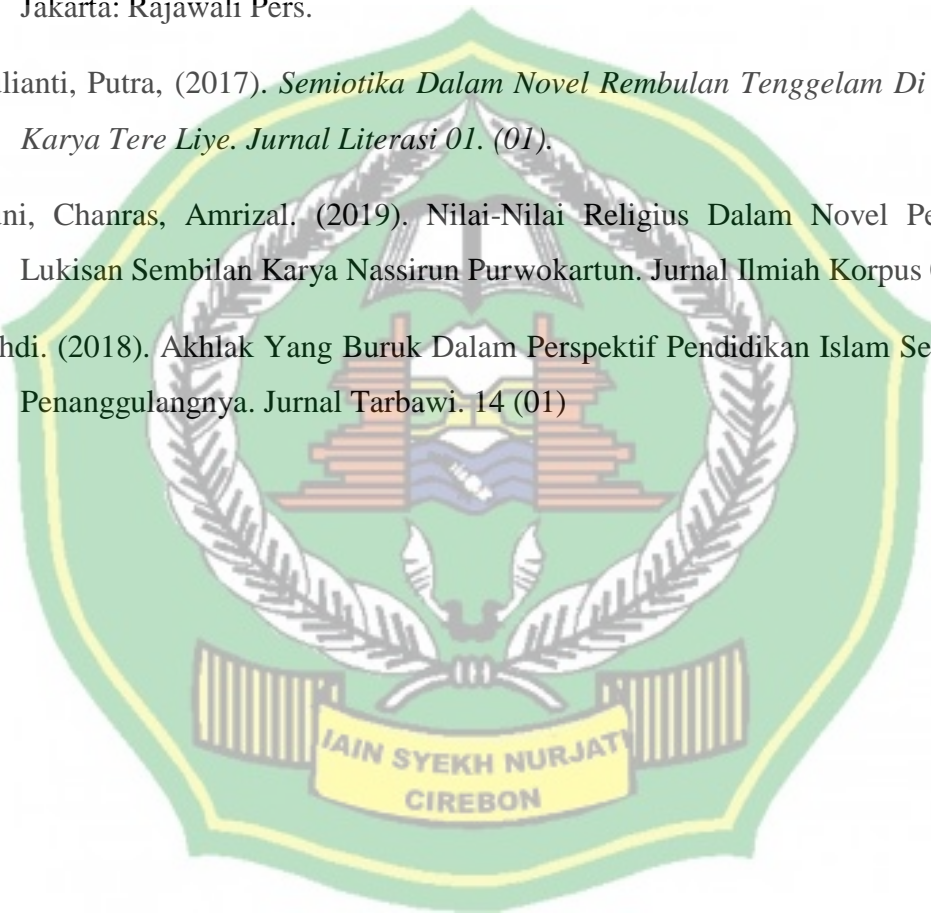 Jakarta: Rajawali Pers.
ulianti, Putra, (2017). Semiotika Dalam Novel Rembulan Tenggelam Di
Karya Tere Liye. Jurnal Literasi 01. (01).
ni, Chanras, Amrizal. (2019). Nilai-Nilai Religius Dalam Novel Pe
Lukisan Sembilan Karya Nassirun Purwokartun. Jurnal Ilmiah Korpus
hdi. (2018). Akhlak Yang Buruk Dalam Perspektif Pendidikan Islam Se
Penanggulangnya. Jurnal Tarbawi. 14 (01)
IAIN SYEKH NURJATI
CIREBON